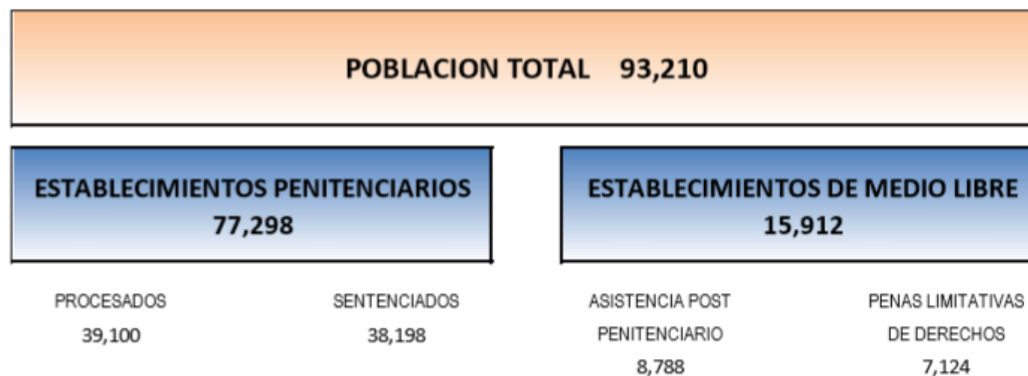 POBLACION TOTAL 93,210
ESTABLECIMIENTOS PENITENCIARIOS
77,298
ESTABLECIMIENTOS DE MEDIO LIBRE
15,912
PROCESADOS
39,100
SENTENCIADOS
38,198
ASISTENCIA POST
PENITENCIARIO
8,788
PENAS LIMITATIVAS
DE DERECHOS
7,124